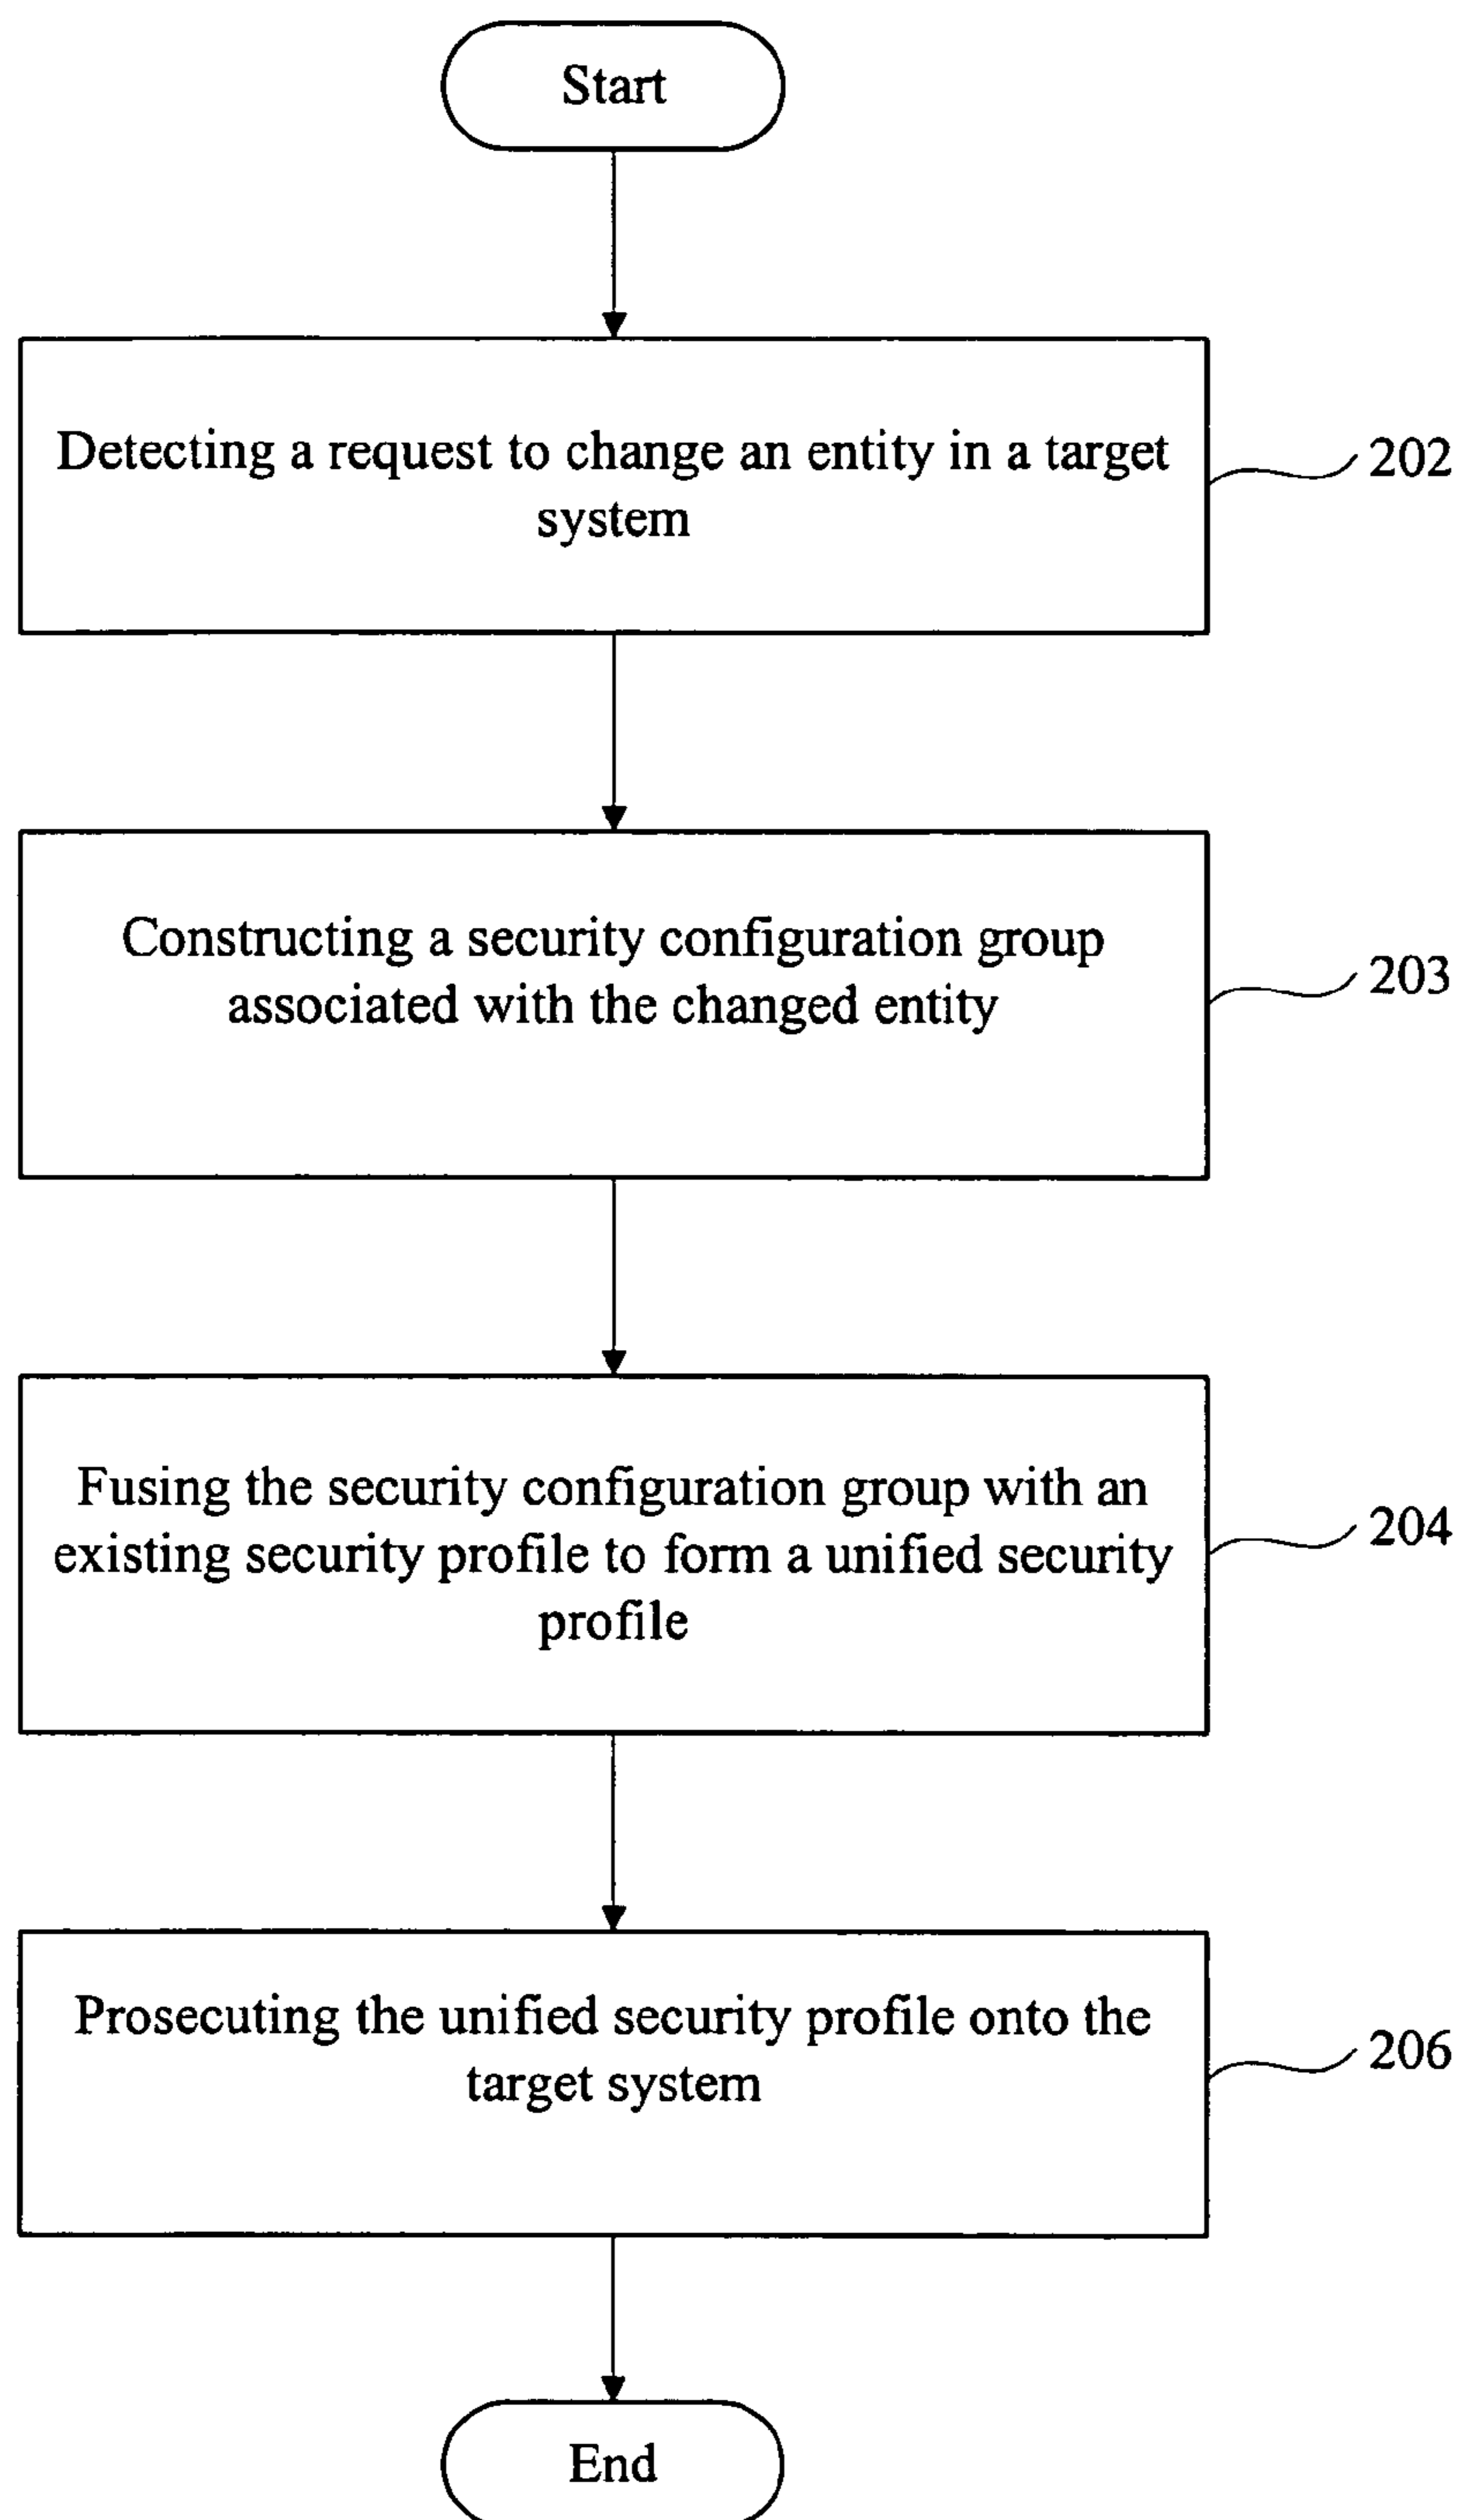 Start
Detecting a request to change an entity in a target
system
202
Constructing a security configuration group
associated with the changed entity
203
Fusing the security configuration group with an
existing security profile to form a unified security
profile
204
Prosecuting the unified security profile onto the
target system
206
End